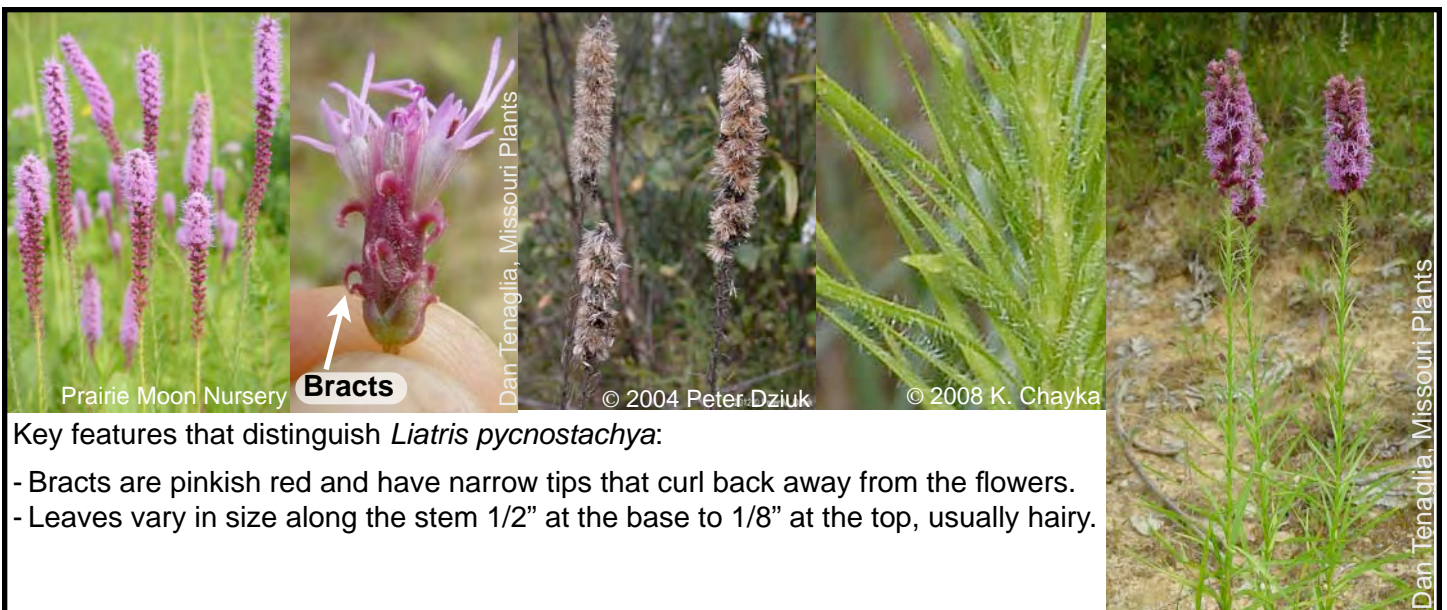 Prairie Moon Nursery
Bracts
Dan Tenaglia, Missouri Plants
© 2004 Peter Dziuk
© 2008 K. Chayka
Dan Tenaglia, Missouri Plants
Key features that distinguish Liatris pycnostachya:
- Bracts are pinkish red and have narrow tips that curl back away from the flowers.
- Leaves vary in size along the stem 1/2” at the base to 1/8” at the top, usually hairy.